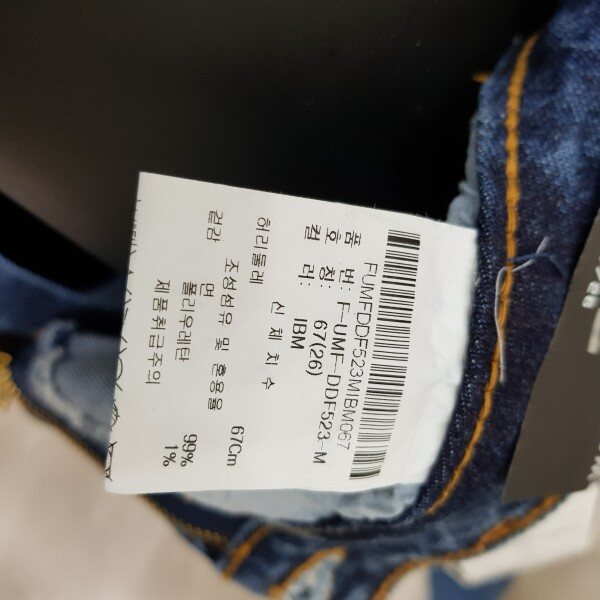 FUMFDDF523MIBM067
품 번: F-UMF-DDF523-M
호 칭: 67(26)
컬 러: IBM
신 체 치 수
허리둘레 67Cm
조성섬유 및 혼용율
겉감 면 99%
폴리우레탄 1%
제품취급주의